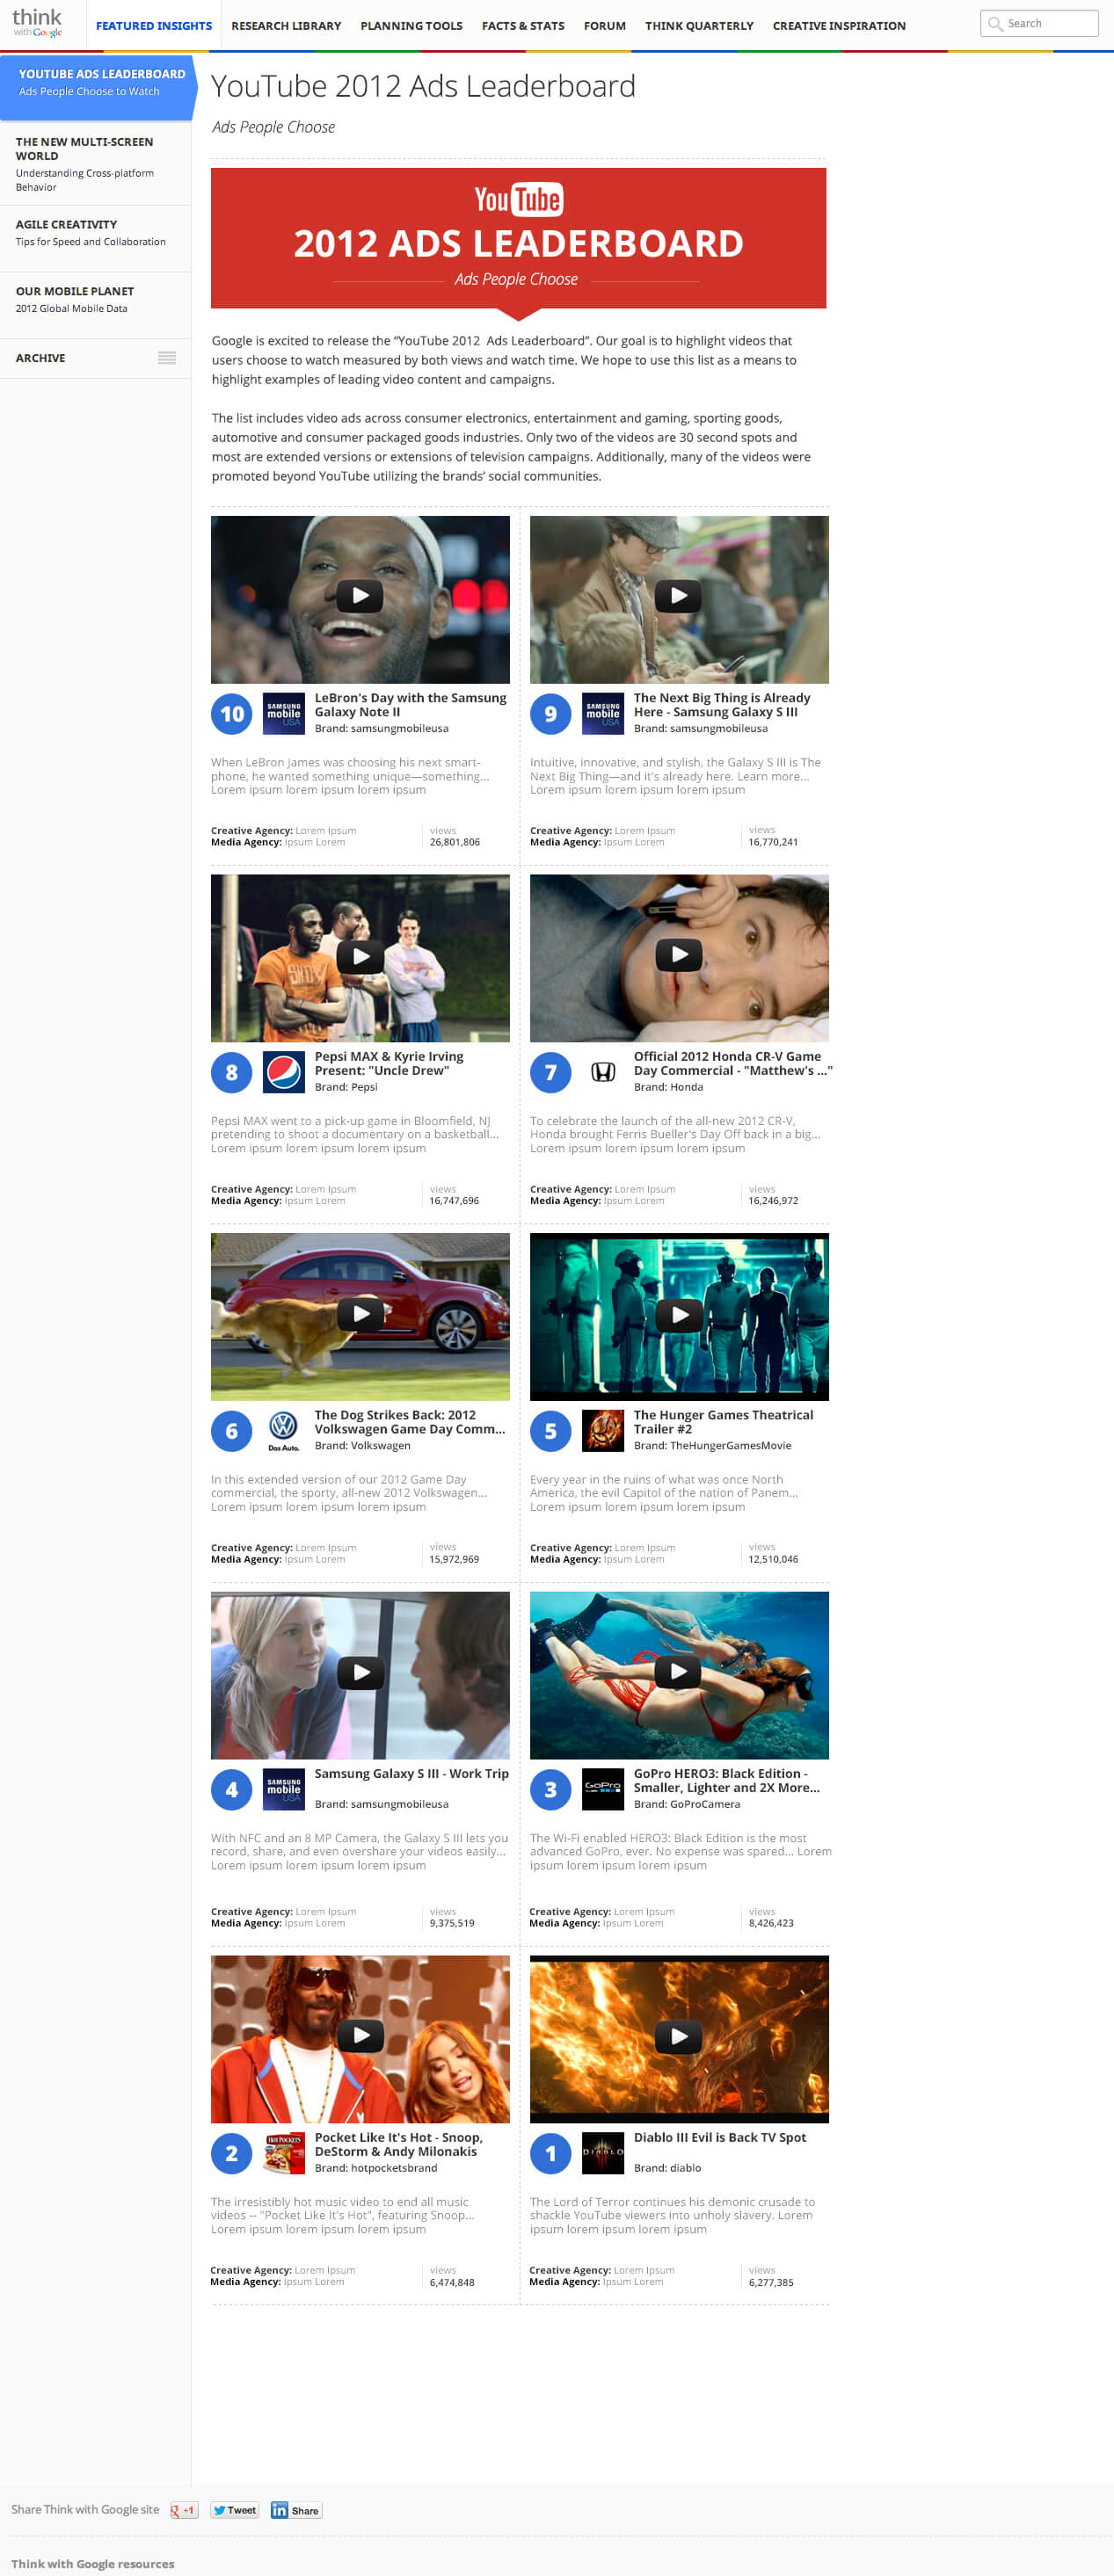 think
with Google
FEATURED INSIGHTS
RESEARCH LIBRARY
PLANNING TOOLS
FACTS & STATS
FORUM
THINK QUARTERLY
CREATIVE INSPIRATION
Search
YOUTUBE ADS LEADERBOARD
Ads People Choose to Watch
THE NEW MULTI-SCREEN
WORLD
Understanding Cross-platform
Behavior
AGILE CREATIVITY
Tips for Speed and Collaboration
OUR MOBILE PLANET
2012 Global Mobile Data
ARCHIVE
YouTube 2012 Ads Leaderboard
Ads People Choose
YouTube
2012 ADS LEADERBOARD
Ads People Choose
Google is excited to release the “YouTube 2012 Ads Leaderboard”. Our goal is to highlight videos that
users choose to watch measured by both views and watch time. We hope to use this list as a means to
highlight examples of leading video content and campaigns.
The list includes video ads across consumer electronics, entertainment and gaming, sporting goods,
automotive and consumer packaged goods industries. Only two of the videos are 30 second spots and
most are extended versions or extensions of television campaigns. Additionally, many of the videos were
promoted beyond YouTube utilizing the brands’ social communities.
10
SAMSUNG
mobile
USA
LeBron's Day with the Samsung
Galaxy Note II
Brand: samsungmobileusa
When LeBron James was choosing his next smart-
phone, he wanted something unique—something...
Lorem ipsum lorem ipsum lorem ipsum
Creative Agency: Lorem Ipsum
Media Agency: Ipsum Lorem
views
26,801,806
9
SAMSUNG
mobile
USA
The Next Big Thing is Already
Here - Samsung Galaxy S III
Brand: samsungmobileusa
Intuitive, innovative, and stylish, the Galaxy S III is The
Next Big Thing—and it's already here. Learn more...
Lorem ipsum lorem ipsum lorem ipsum
Creative Agency: Lorem Ipsum
Media Agency: Ipsum Lorem
views
16,770,241
8
Pepsi MAX & Kyrie Irving
Present: "Uncle Drew"
Brand: Pepsi
Pepsi MAX went to a pick-up game in Bloomfield, NJ
pretending to shoot a documentary on a basketball...
Lorem ipsum lorem ipsum lorem ipsum
Creative Agency: Lorem Ipsum
Media Agency: Ipsum Lorem
views
16,747,696
7
Official 2012 Honda CR-V Game
Day Commercial - "Matthew's ..."
Brand: Honda
To celebrate the launch of the all-new 2012 CR-V,
Honda brought Ferris Bueller's Day Off back in a big...
Lorem ipsum lorem ipsum lorem ipsum
Creative Agency: Lorem Ipsum
Media Agency: Ipsum Lorem
views
16,246,972
6
Das Auto.
The Dog Strikes Back: 2012
Volkswagen Game Day Comm...
Brand: Volkswagen
In this extended version of our 2012 Game Day
commercial, the sporty, all-new 2012 Volkswagen...
Lorem ipsum lorem ipsum lorem ipsum
Creative Agency: Lorem Ipsum
Media Agency: Ipsum Lorem
views
15,972,969
5
The Hunger Games Theatrical
Trailer #2
Brand: TheHungerGamesMovie
Every year in the ruins of what was once North
America, the evil Capitol of the nation of Panem...
Lorem ipsum lorem ipsum lorem ipsum
Creative Agency: Lorem Ipsum
Media Agency: Ipsum Lorem
views
12,510,046
4
SAMSUNG
mobile
USA
Samsung Galaxy S III - Work Trip
Brand: samsungmobileusa
With NFC and an 8 MP Camera, the Galaxy S III lets you
record, share, and even overshare your videos easily...
Lorem ipsum lorem ipsum lorem ipsum
Creative Agency: Lorem Ipsum
Media Agency: Ipsum Lorem
views
9,375,519
3
GoPro
GoPro HERO3: Black Edition -
Smaller, Lighter and 2X More...
Brand: GoProCamera
The Wi-Fi enabled HERO3: Black Edition is the most
advanced GoPro, ever. No expense was spared... Lorem
ipsum lorem ipsum lorem ipsum
Creative Agency: Lorem Ipsum
Media Agency: Ipsum Lorem
views
8,426,423
2
HOT POCKETS
Pocket Like It's Hot - Snoop,
DeStorm & Andy Milonakis
Brand: hotpocketsbrand
The irresistibly hot music video to end all music
videos -- "Pocket Like It's Hot", featuring Snoop...
Lorem ipsum lorem ipsum lorem ipsum
Creative Agency: Lorem Ipsum
Media Agency: Ipsum Lorem
views
6,474,848
1
DIABLO
Diablo III Evil is Back TV Spot
Brand: diablo
The Lord of Terror continues his demonic crusade to
shackle YouTube viewers into unholy slavery. Lorem
ipsum lorem ipsum lorem ipsum
Creative Agency: Lorem Ipsum
Media Agency: Ipsum Lorem
views
6,277,385
Share Think with Google site
g +1
Tweet
in Share
Think with Google resources